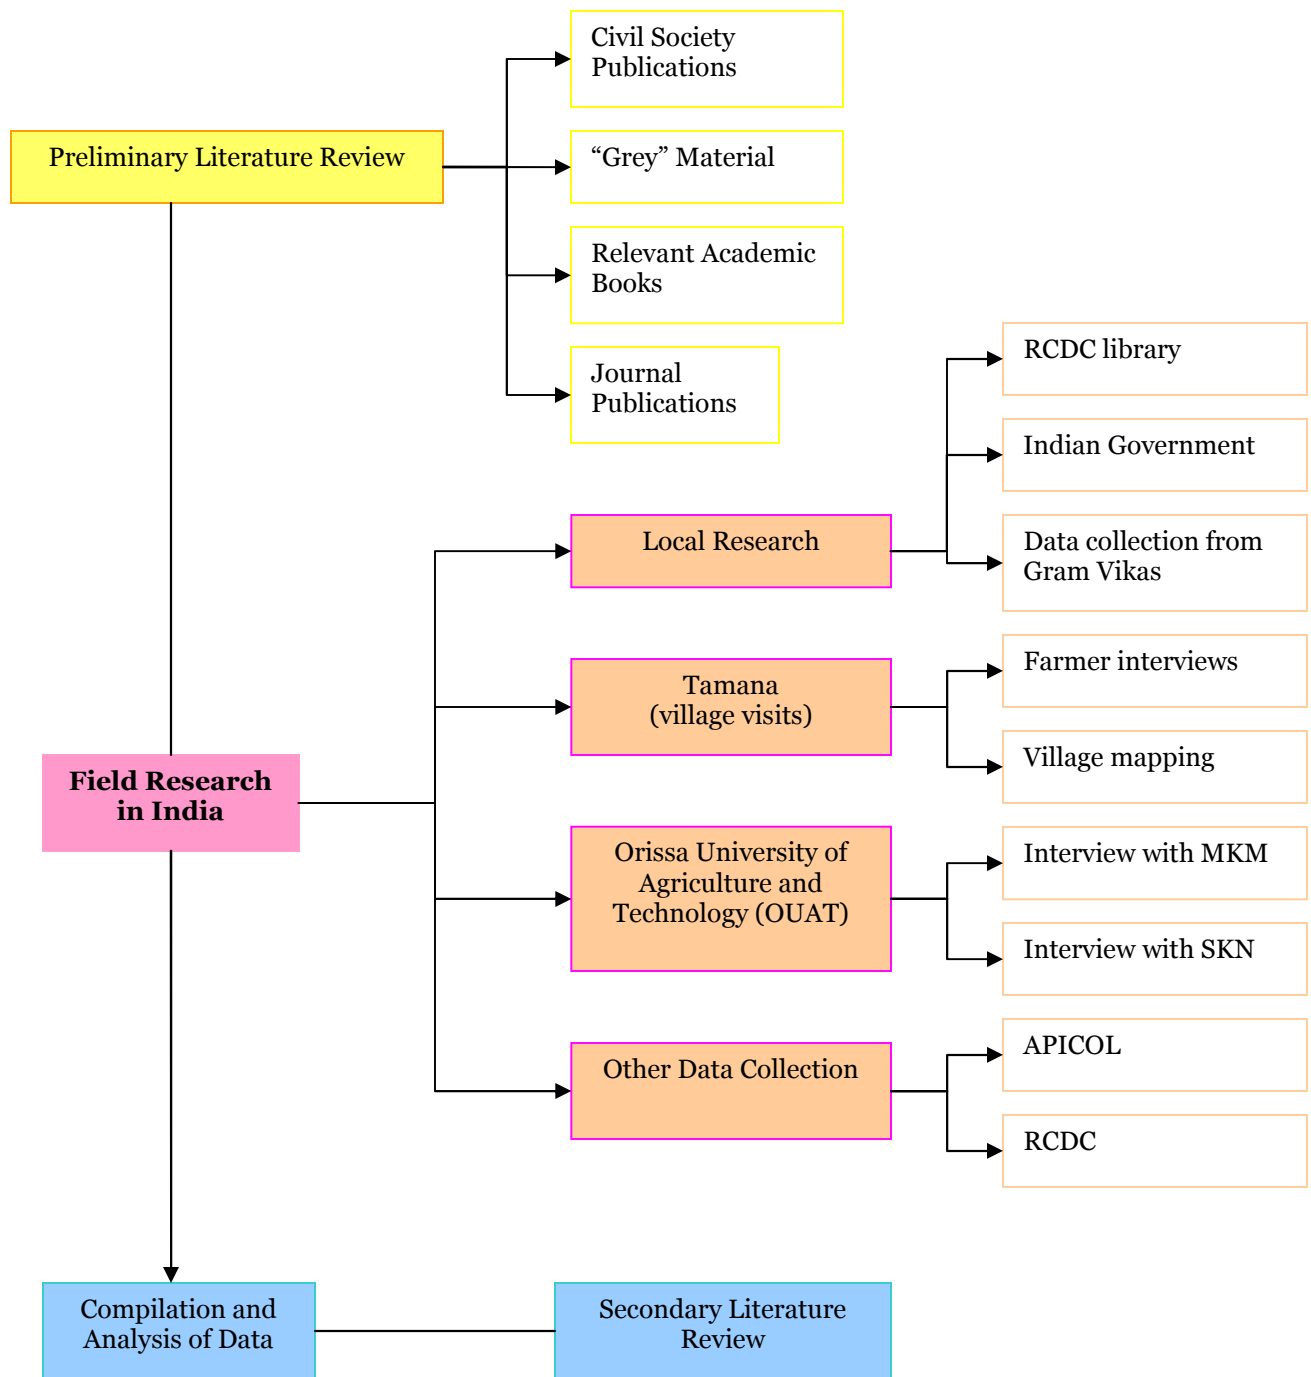 Civil Society
Publications
Preliminary Literature Review
“Grey” Material
Relevant Academic
Books
Journal
Publications
RCDC library
Indian Government
Local Research
Data collection from
Gram Vikas
Tamana
(village visits)
Farmer interviews
Village mapping
Field Research
in India
Orissa University of
Agriculture and
Technology (OUAT)
Interview with MKM
Interview with SKN
Other Data Collection
APICOL
RCDC
Compilation and
Analysis of Data
Secondary Literature
Review